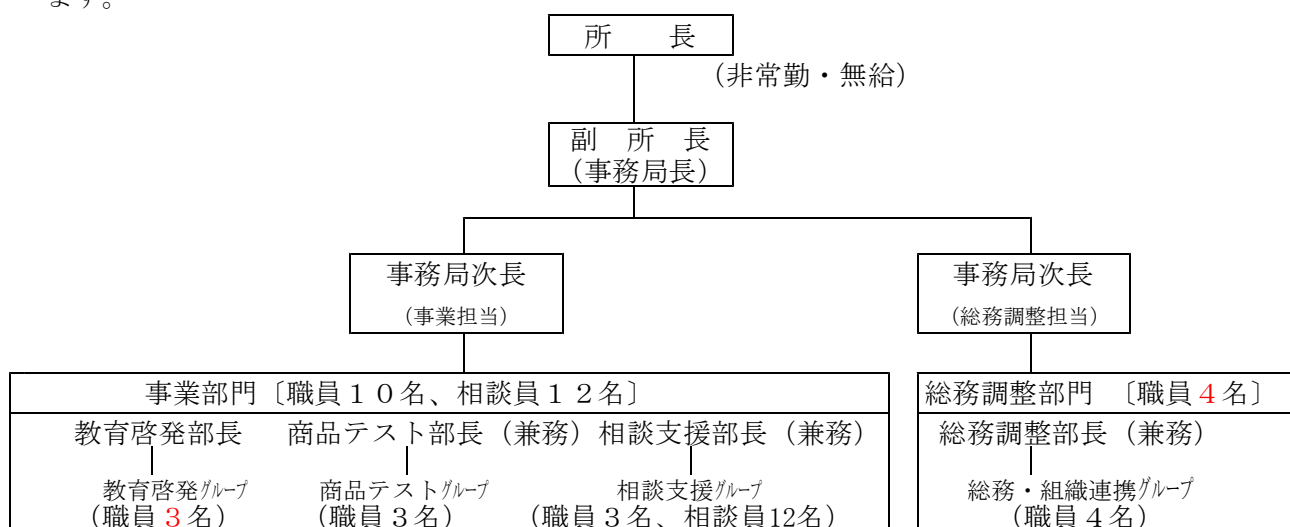 ます。
所　　長
（非常勤・無給）
副　所　長
（事務局長）
事務局次長
（事業担当）
事務局次長
（総務調整担当）
事業部門〔職員１０名、相談員１２名〕
総務調整部門　〔職員４名〕
教育啓発部長　商品テスト部長（兼務）相談支援部長（兼務）
総務調整部長（兼務）
教育啓発ｸﾞﾙｰﾌﾟ　商品テストｸﾞﾙｰﾌﾟ　相談支援ｸﾞﾙｰﾌﾟ
総務・組織連携ｸﾞﾙｰﾌﾟ
（職員３名）　（職員３名）　（職員３名、相談員12名）
（職員４名）